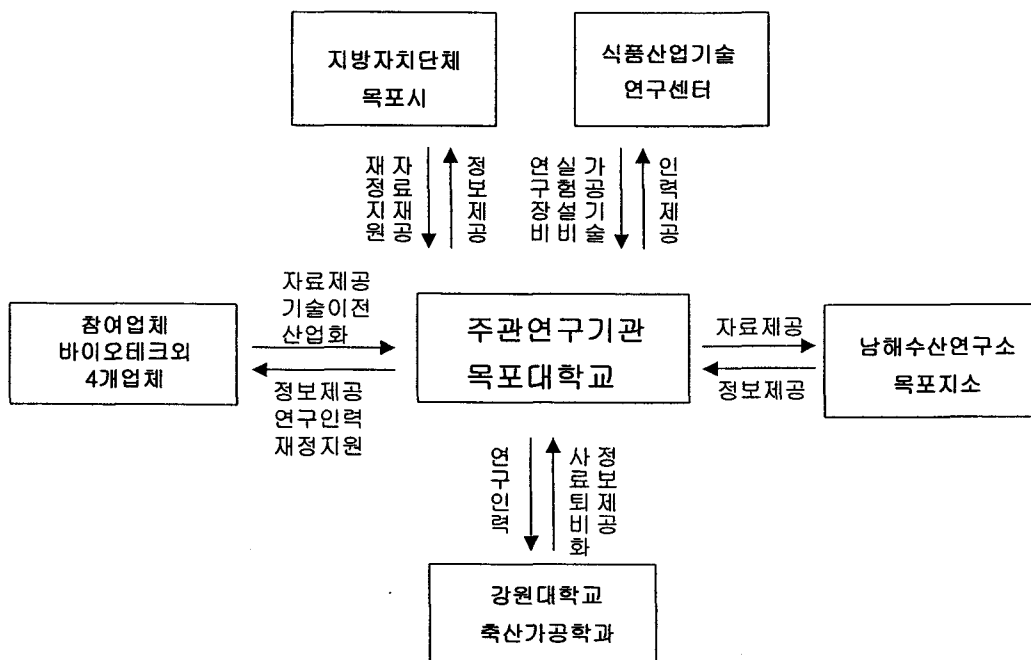 지방자치단체
목포시
식품산업기술
연구센터
재정지원
자료재공
정보제공
연구장비
실험설비
가공기술
인력제공
자료제공
기술이전
산업화
참여업체
바이오테크외
4개업체
정보제공
연구인력
재정지원
주관연구기관
목포대학교
자료제공
정보제공
남해수산연구소
목포지소
연구인력
사료퇴비화
정보제공
강원대학교
축산가공학과